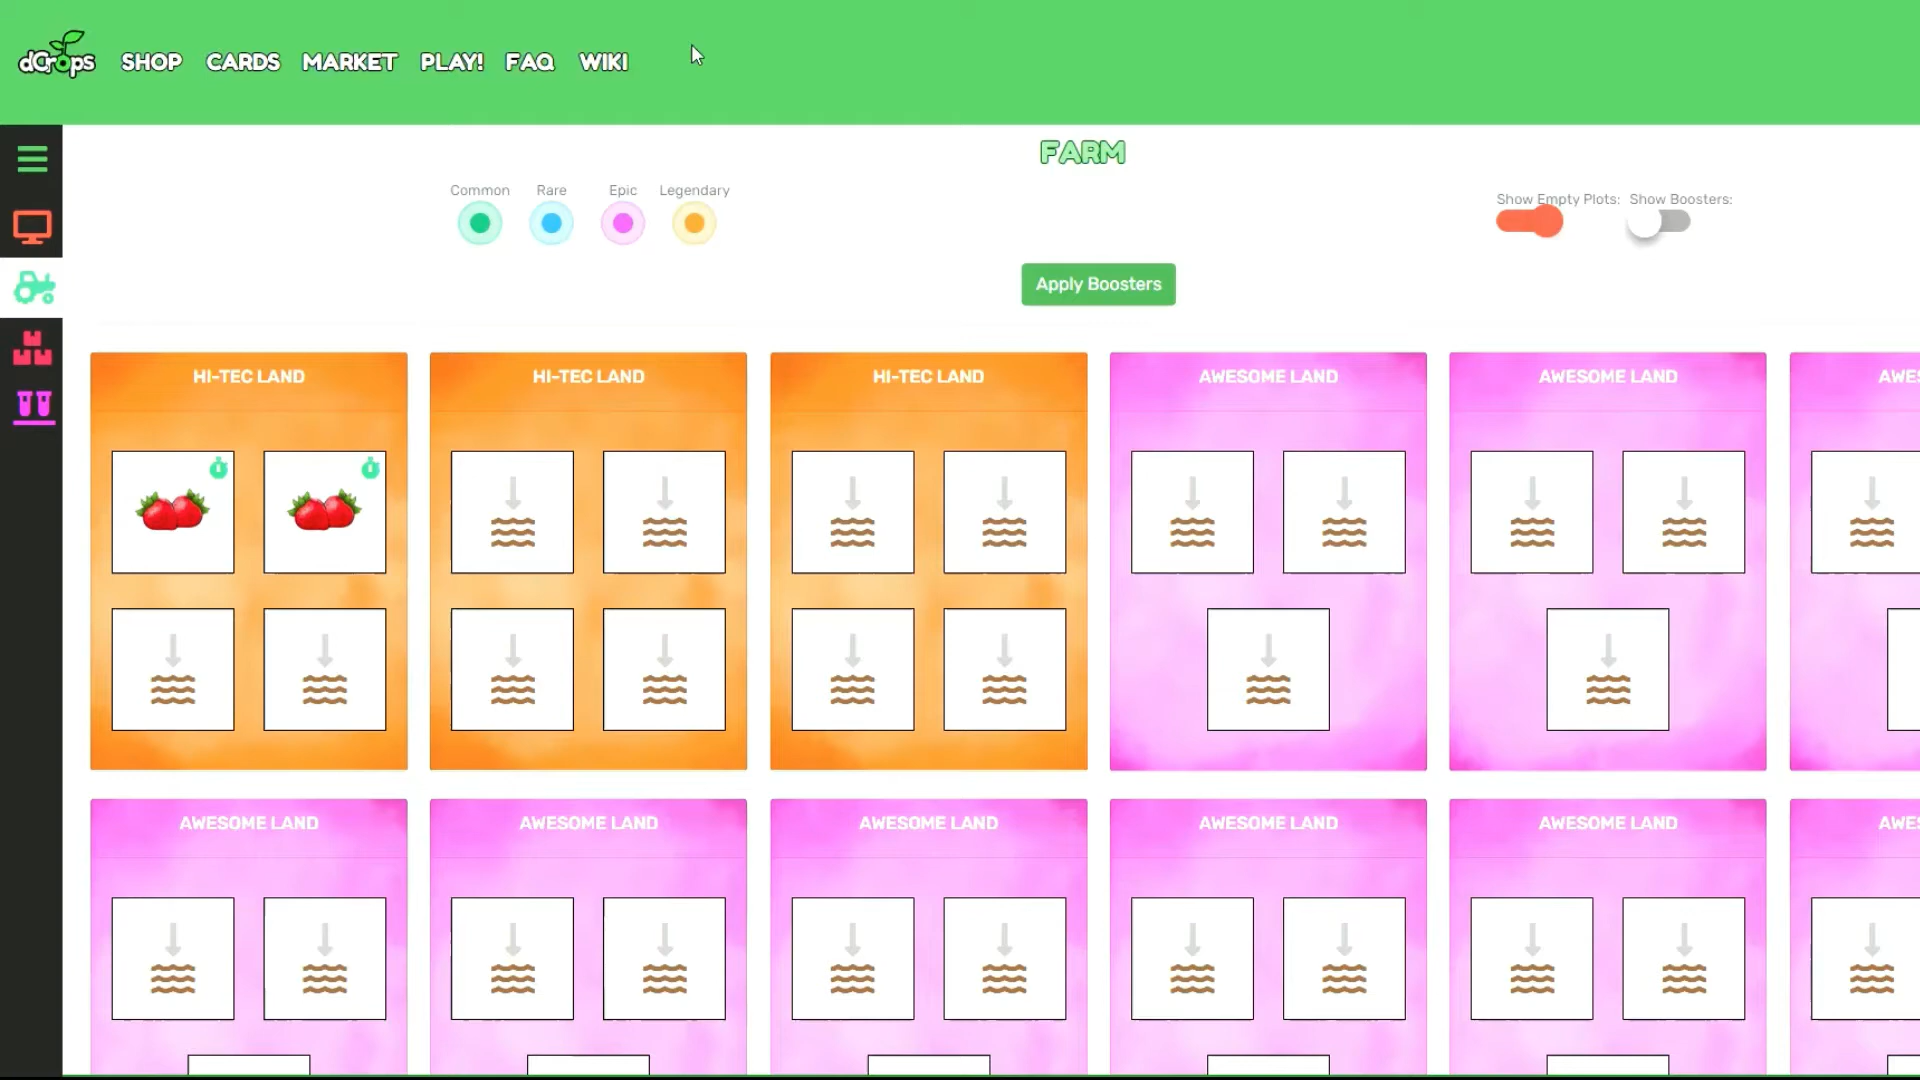 dCrops SHOP CARDS MARKET PLAY! FAQ WIKI
FARM
Common Rare Epic Legendary
Show Empty Plots: Show Boosters:
Apply Boosters
HI-TEC LAND HI-TEC LAND HI-TEC LAND AWESOME LAND AWESOME LAND AWES
AWESOME LAND AWESOME LAND AWESOME LAND AWESOME LAND AWESOME LAND AWES